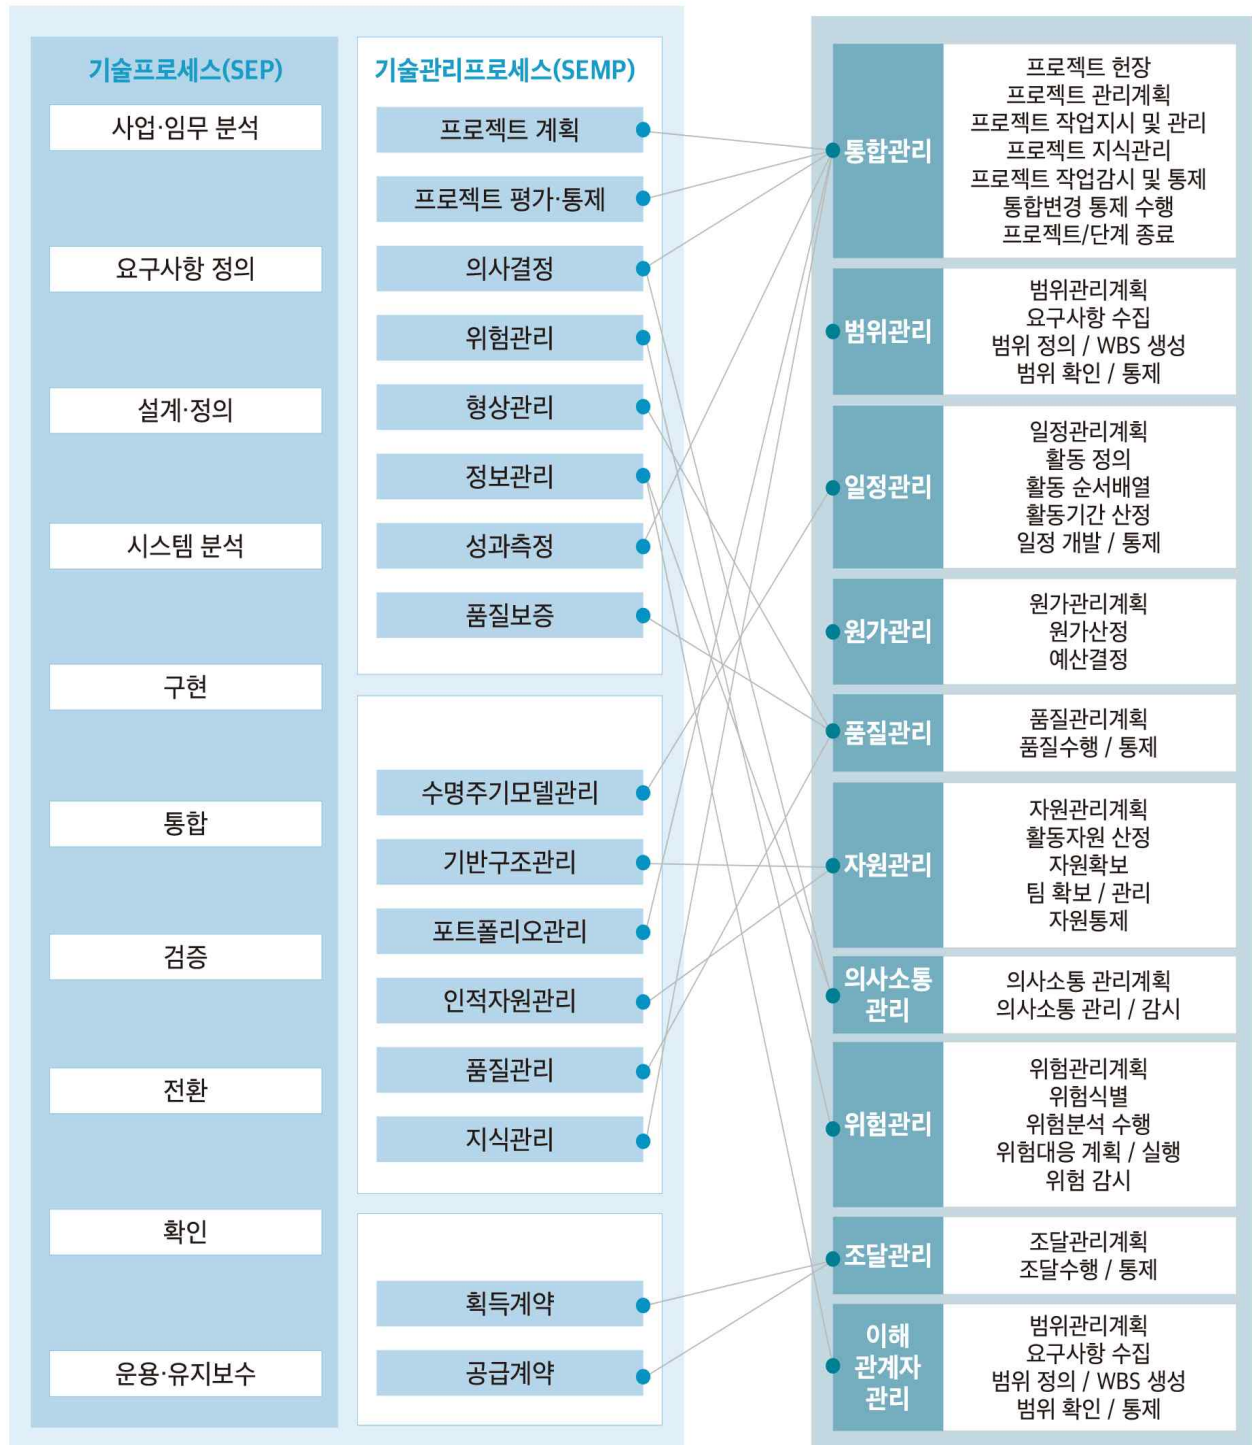 기술프로세스(SEP)
사업·임무 분석
요구사항 정의
설계·정의
시스템 분석
구현
통합
검증
전환
확인
운용·유지보수
기술관리프로세스(SEMP)
프로젝트 계획
프로젝트 평가·통제
의사결정
위험관리
형상관리
정보관리
성과측정
품질보증
수명주기모델관리
기반구조관리
포트폴리오관리
인적자원관리
품질관리
지식관리
획득계약
공급계약
통합관리
프로젝트 헌장
프로젝트 관리계획
프로젝트 작업지시 및 관리
프로젝트 지식관리
프로젝트 작업감시 및 통제
통합변경 통제 수행
프로젝트/단계 종료
범위관리
범위관리계획
요구사항 수집
범위 정의 / WBS 생성
범위 확인 / 통제
일정관리
일정관리계획
활동 정의
활동 순서배열
활동기간 산정
일정 개발 / 통제
원가관리
원가관리계획
원가산정
예산결정
품질관리
품질관리계획
품질수행 / 통제
자원관리
자원관리계획
활동자원 산정
자원확보
팀 확보 / 관리
자원통제
의사소통
관리
의사소통 관리계획
의사소통 관리 / 감시
위험관리
위험관리계획
위험식별
위험분석 수행
위험대응 계획 / 실행
위험 감시
조달관리
조달관리계획
조달수행 / 통제
이해
관계자
관리
범위관리계획
요구사항 수집
범위 정의 / WBS 생성
범위 확인 / 통제